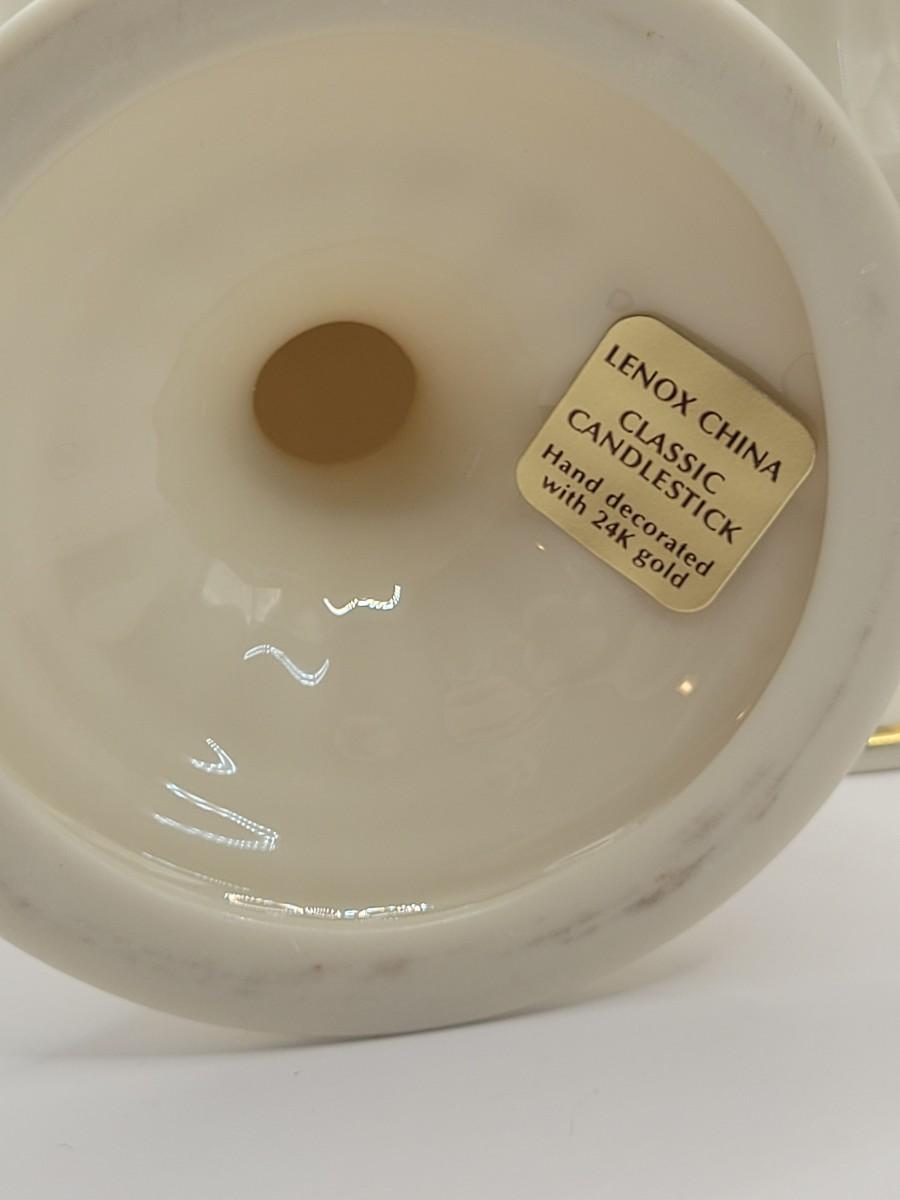 LENOX CHINA
CLASSIC
CANDLESTICK
Hand decorated
with 24K gold